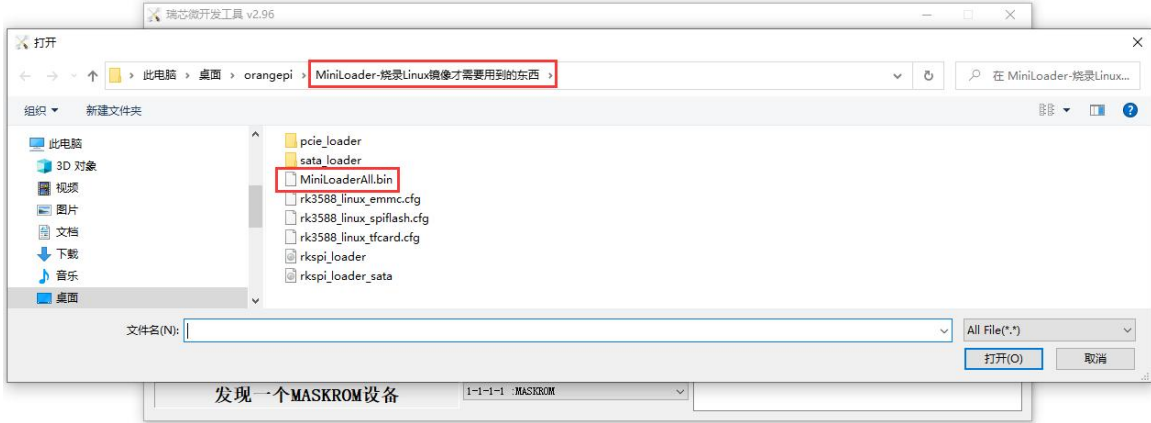 瑞芯微开发工具 v2.96
打开
此电脑 › 桌面 › orangepi › MiniLoader-烧录Linux镜像才需要用到的东西 ›
在 MiniLoader-烧录Linux...
组织 新建文件夹
此电脑
3D 对象
视频
图片
文档
下载
音乐
桌面
pcie_loader
sata_loader
MiniLoaderAll.bin
rk3588_linux_emmc.cfg
rk3588_linux_spiflash.cfg
rk3588_linux_tfcard.cfg
rkspi_loader
rkspi_loader_sata
文件名(N):
All File(*.*)
打开(O) 取消
发现一个MASKROM设备
1-1-1-1 :MASKROM